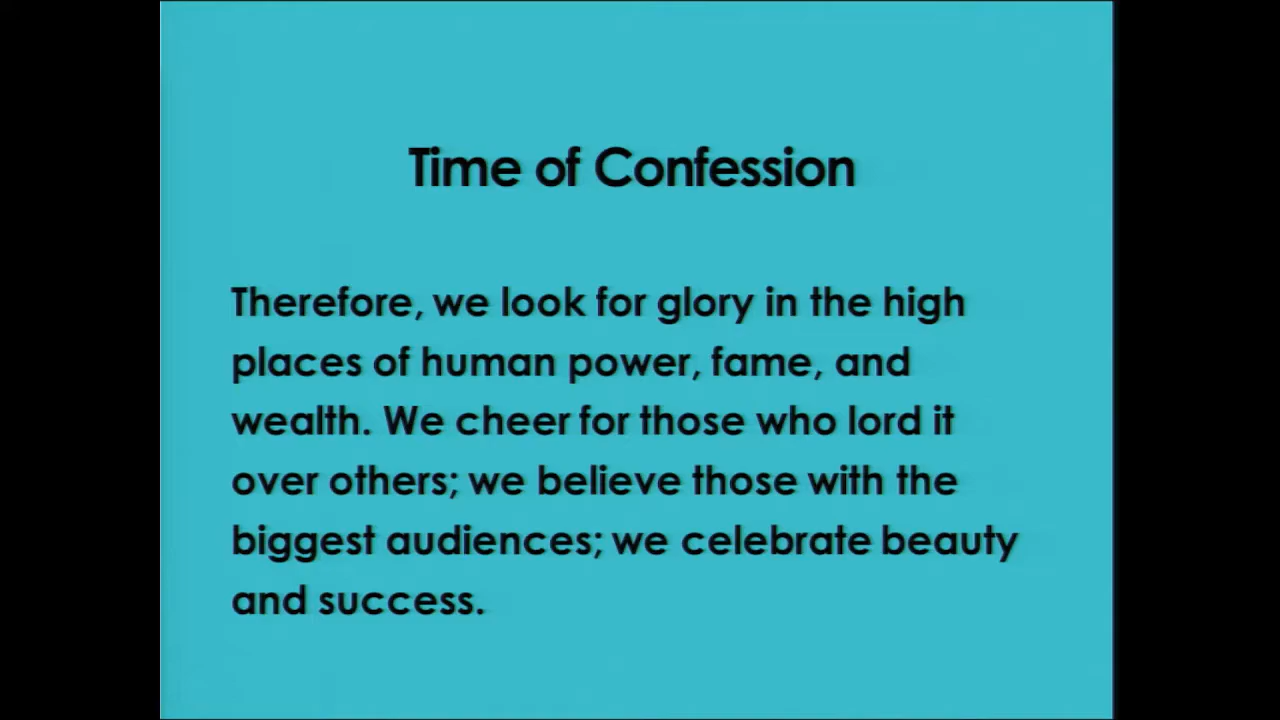 Time of Confession
Therefore, we look for glory in the high
places of human power, fame, and
wealth. We cheer for those who lord it
over others; we believe those with the
biggest audiences; we celebrate beauty
and success.